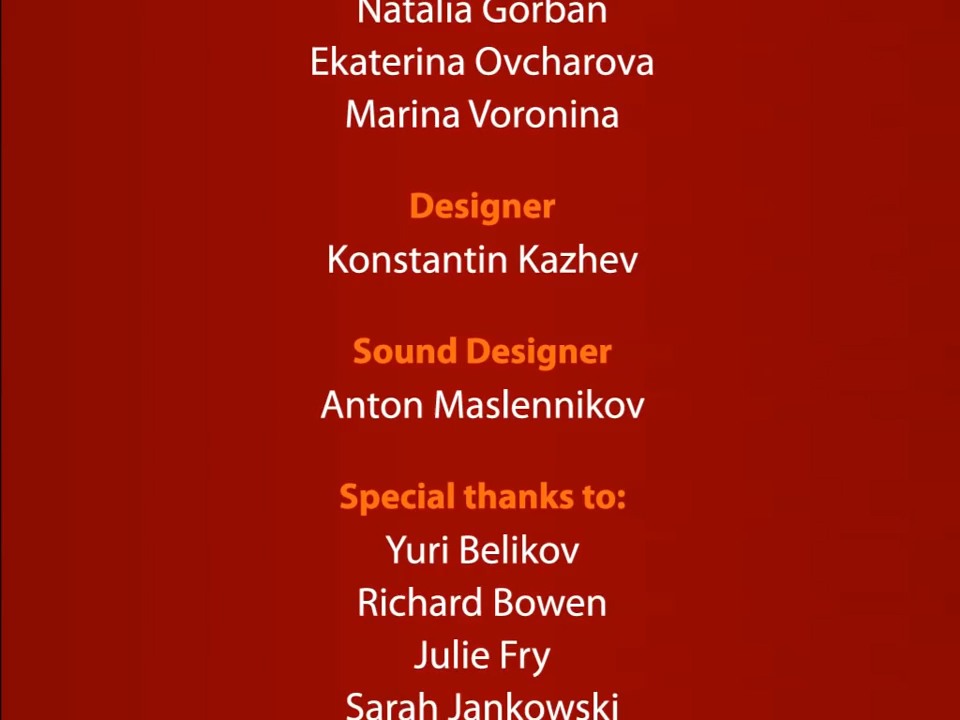 Natalia Gorban
Ekaterina Ovcharova
Marina Voronina
Designer
Konstantin Kazhev
Sound Designer
Anton Maslennikov
Special thanks to:
Yuri Belikov
Richard Bowen
Julie Fry
Sarah Jankowski